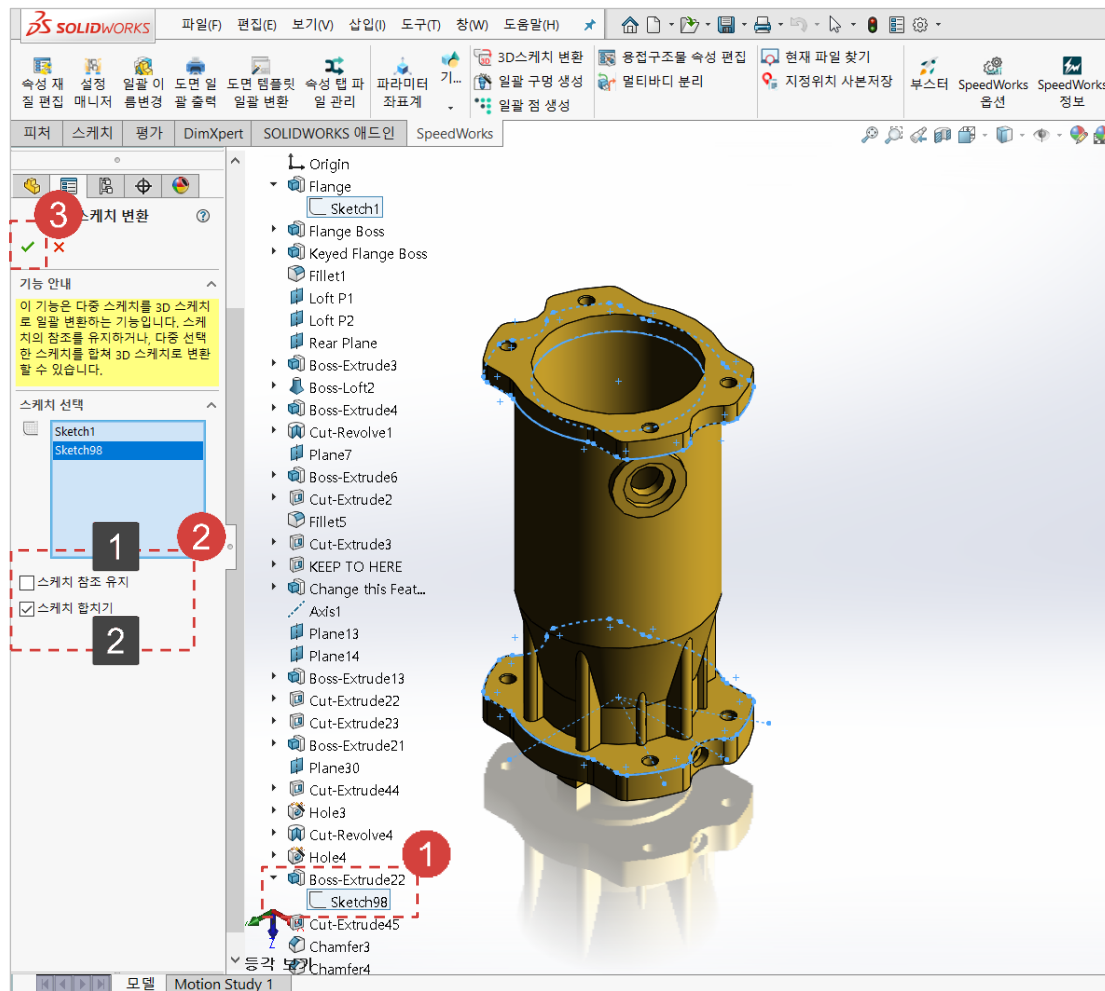 SOLIDWORKS
파일(F) 편집(E) 보기(V) 삽입(I) 도구(T) 창(W) 도움말(H)
속성 재질 편집
설정 매니저
일괄 이름변경
도면 일괄 출력
도면 템플릿 일괄 변환
속성 탭 파일 관리
파라미터 좌표계
기...
3D스케치 변환
일괄 구멍 생성
일괄 점 생성
용접구조물 속성 편집
멀티바디 분리
현재 파일 찾기
지정위치 사본저장
부스터
SpeedWorks 옵션
SpeedWorks 정보
피처 스케치 평가 DimXpert SOLIDWORKS 애드인 SpeedWorks
3
스케치 변환
기능 안내
이 기능은 다중 스케치를 3D 스케치
로 일괄 변환하는 기능입니다. 스케
치의 참조를 유지하거나, 다중 선택
한 스케치를 합쳐 3D 스케치로 변환
할 수 있습니다.
스케치 선택
Sketch1
Sketch98
1
2
스케치 참조 유지
스케치 합치기
2
Origin
Flange
Sketch1
Flange Boss
Keyed Flange Boss
Fillet1
Loft P1
Loft P2
Rear Plane
Boss-Extrude3
Boss-Loft2
Boss-Extrude4
Cut-Revolve1
Plane7
Boss-Extrude6
Cut-Extrude2
Fillet5
Cut-Extrude3
KEEP TO HERE
Change this Feat...
Axis1
Plane13
Plane14
Boss-Extrude13
Cut-Extrude22
Cut-Extrude23
Boss-Extrude21
Plane30
Cut-Extrude44
Hole3
Cut-Revolve4
Hole4
1
Boss-Extrude22
Sketch98
Cut-Extrude45
Z
Chamfer3
등각 보기
Chamfer4
모델 Motion Study 1